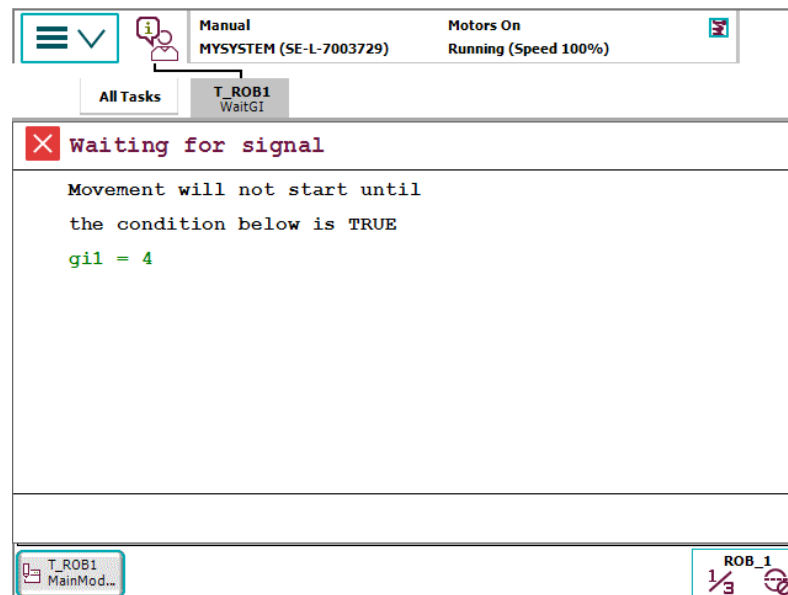 Manual
MYSYSTEM (SE-L-7003729)
Motors On
Running (Speed 100%)
All Tasks
T_ROB1
WaitGI
Waiting for signal
Movement will not start until
the condition below is TRUE
gi1 = 4
T_ROB1
MainMod...
ROB_1
1/3